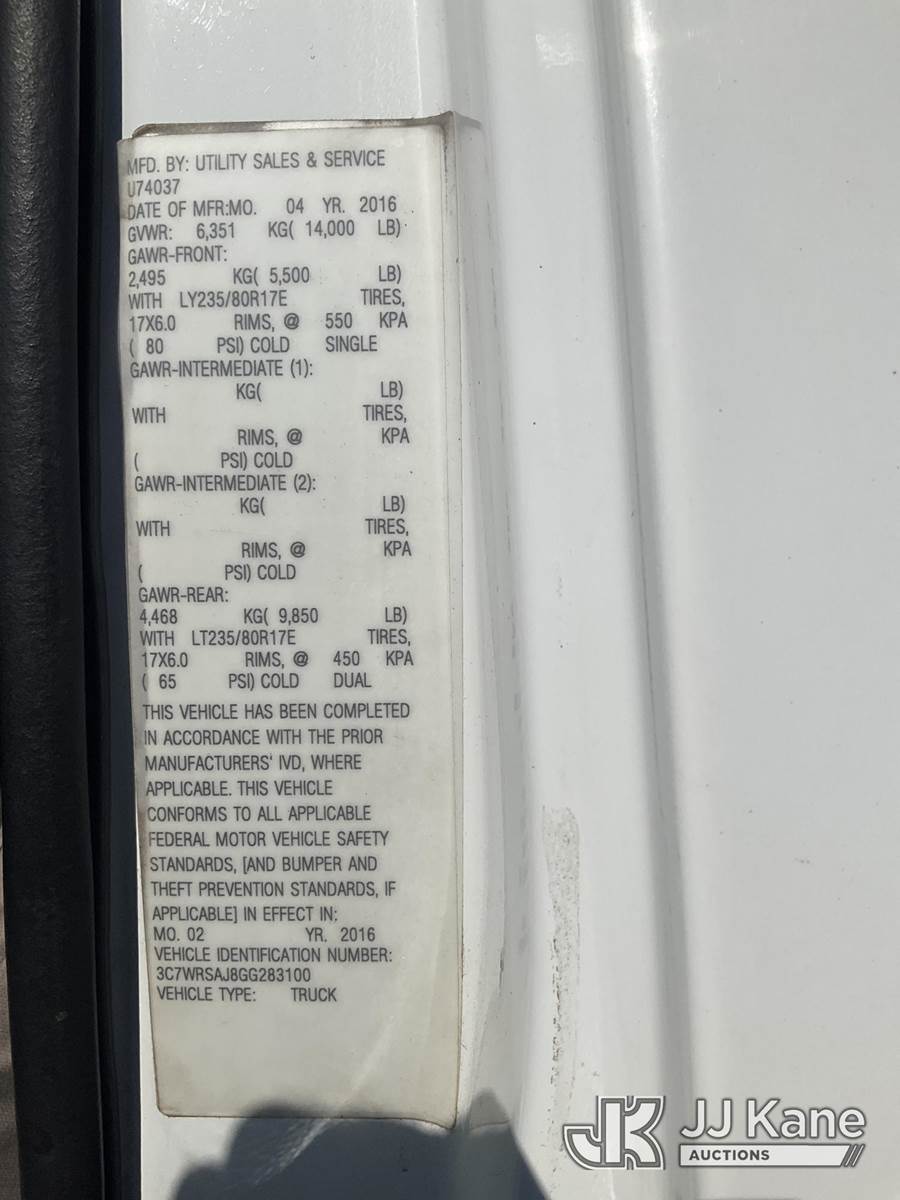 MFD. BY: UTILITY SALES & SERVICE
U74037
DATE OF MFR:MO. 04 YR. 2016
GVWR: 6,351 KG( 14,000 LB)
GAWR-FRONT:
2,495 KG( 5,500 LB)
WITH LY235/80R17E TIRES,
17X6.0 RIMS, @ 550 KPA
( 80 PSI) COLD SINGLE
GAWR-INTERMEDIATE (1):
KG( LB)
WITH TIRES,
RIMS, @ KPA
( PSI) COLD
GAWR-INTERMEDIATE (2):
KG( LB)
WITH TIRES,
RIMS, @ KPA
( PSI) COLD
GAWR-REAR:
4,468 KG( 9,850 LB)
WITH LT235/80R17E TIRES,
17X6.0 RIMS, @ 450 KPA
( 65 PSI) COLD DUAL
THIS VEHICLE HAS BEEN COMPLETED
IN ACCORDANCE WITH THE PRIOR
MANUFACTURERS' IVD, WHERE
APPLICABLE. THIS VEHICLE
CONFORMS TO ALL APPLICABLE
FEDERAL MOTOR VEHICLE SAFETY
STANDARDS, [AND BUMPER AND
THEFT PREVENTION STANDARDS, IF
APPLICABLE] IN EFFECT IN:
MO. 02 YR. 2016
VEHICLE IDENTIFICATION NUMBER:
3C7WRSAJ8GG283100
VEHICLE TYPE: TRUCK
JK JJ Kane
AUCTIONS